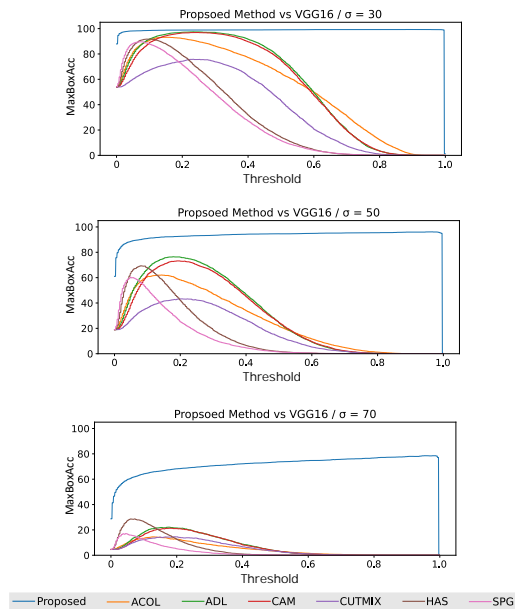 Propsoed Method vs VGG16 / σ = 30
100
80
60
40
20
0
MaxBoxAcc
0.0 0.2 0.4 0.6 0.8 1.0
Threshold
Propsoed Method vs VGG16 / σ = 50
100
80
60
40
20
0
MaxBoxAcc
0.0 0.2 0.4 0.6 0.8 1.0
Threshold
Propsoed Method vs VGG16 / σ = 70
100
80
60
40
20
0
MaxBoxAcc
0.0 0.2 0.4 0.6 0.8 1.0
Threshold
Proposed ACOL ADL CAM CUTMIX HAS SPG